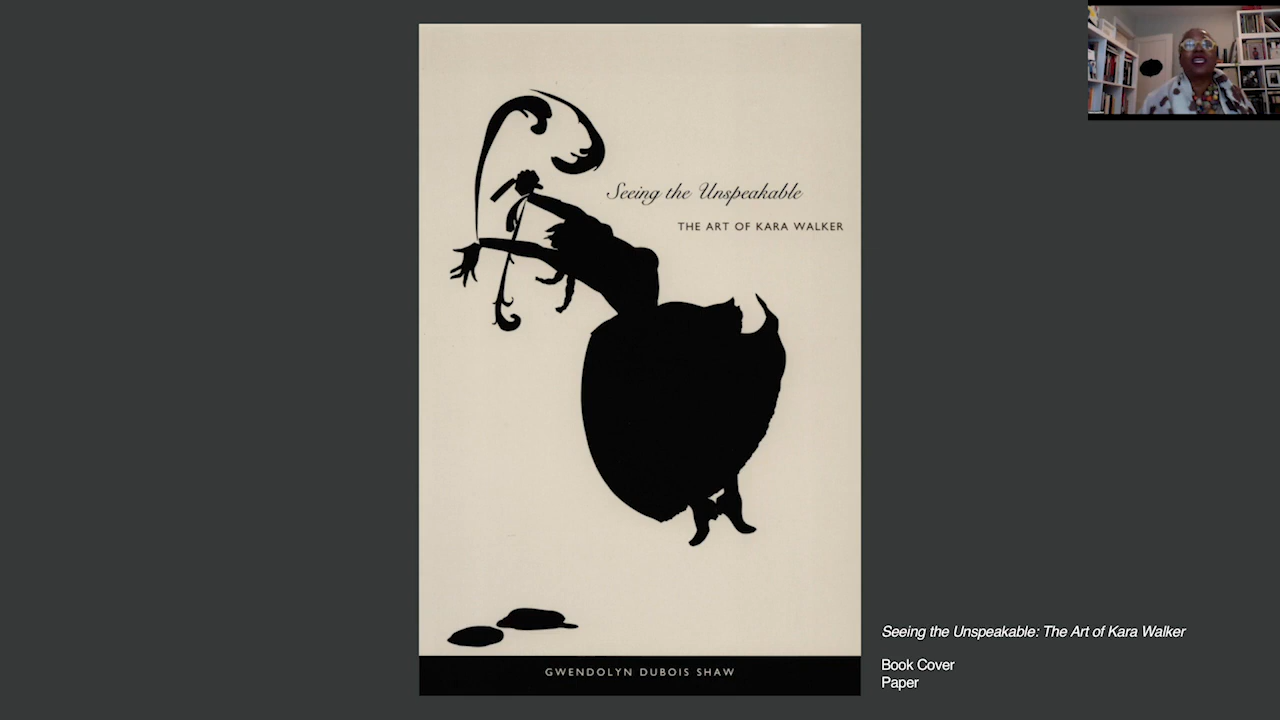 Seeing the Unspeakable
THE ART OF KARA WALKER
GWENDOLYN DUBOIS SHAW
Seeing the Unspeakable: The Art of Kara Walker
Book Cover
Paper